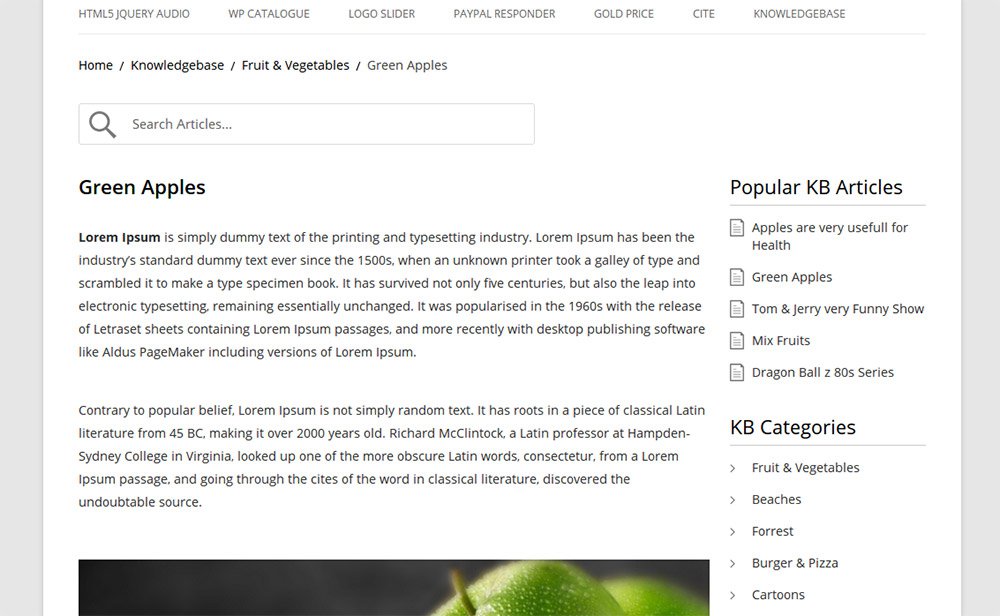 HTML5 JQUERY AUDIO WP CATALOGUE LOGO SLIDER PAYPAL RESPONDER GOLD PRICE CITE KNOWLEDGEBASE
Home / Knowledgebase / Fruit & Vegetables / Green Apples
Search Articles...
Green Apples
Lorem Ipsum is simply dummy text of the printing and typesetting industry. Lorem Ipsum has been the
industry's standard dummy text ever since the 1500s, when an unknown printer took a galley of type and
scrambled it to make a type specimen book. It has survived not only five centuries, but also the leap into
electronic typesetting, remaining essentially unchanged. It was popularised in the 1960s with the release
of Letraset sheets containing Lorem Ipsum passages, and more recently with desktop publishing software
like Aldus PageMaker including versions of Lorem Ipsum.
Contrary to popular belief, Lorem Ipsum is not simply random text. It has roots in a piece of classical Latin
literature from 45 BC, making it over 2000 years old. Richard McClintock, a Latin professor at Hampden-
Sydney College in Virginia, looked up one of the more obscure Latin words, consectetur, from a Lorem
Ipsum passage, and going through the cites of the word in classical literature, discovered the
undoubtable source.
Popular KB Articles
Apples are very usefull for
Health
Green Apples
Tom & Jerry very Funny Show
Mix Fruits
Dragon Ball z 80s Series
KB Categories
Fruit & Vegetables
Beaches
Forrest
Burger & Pizza
Cartoons